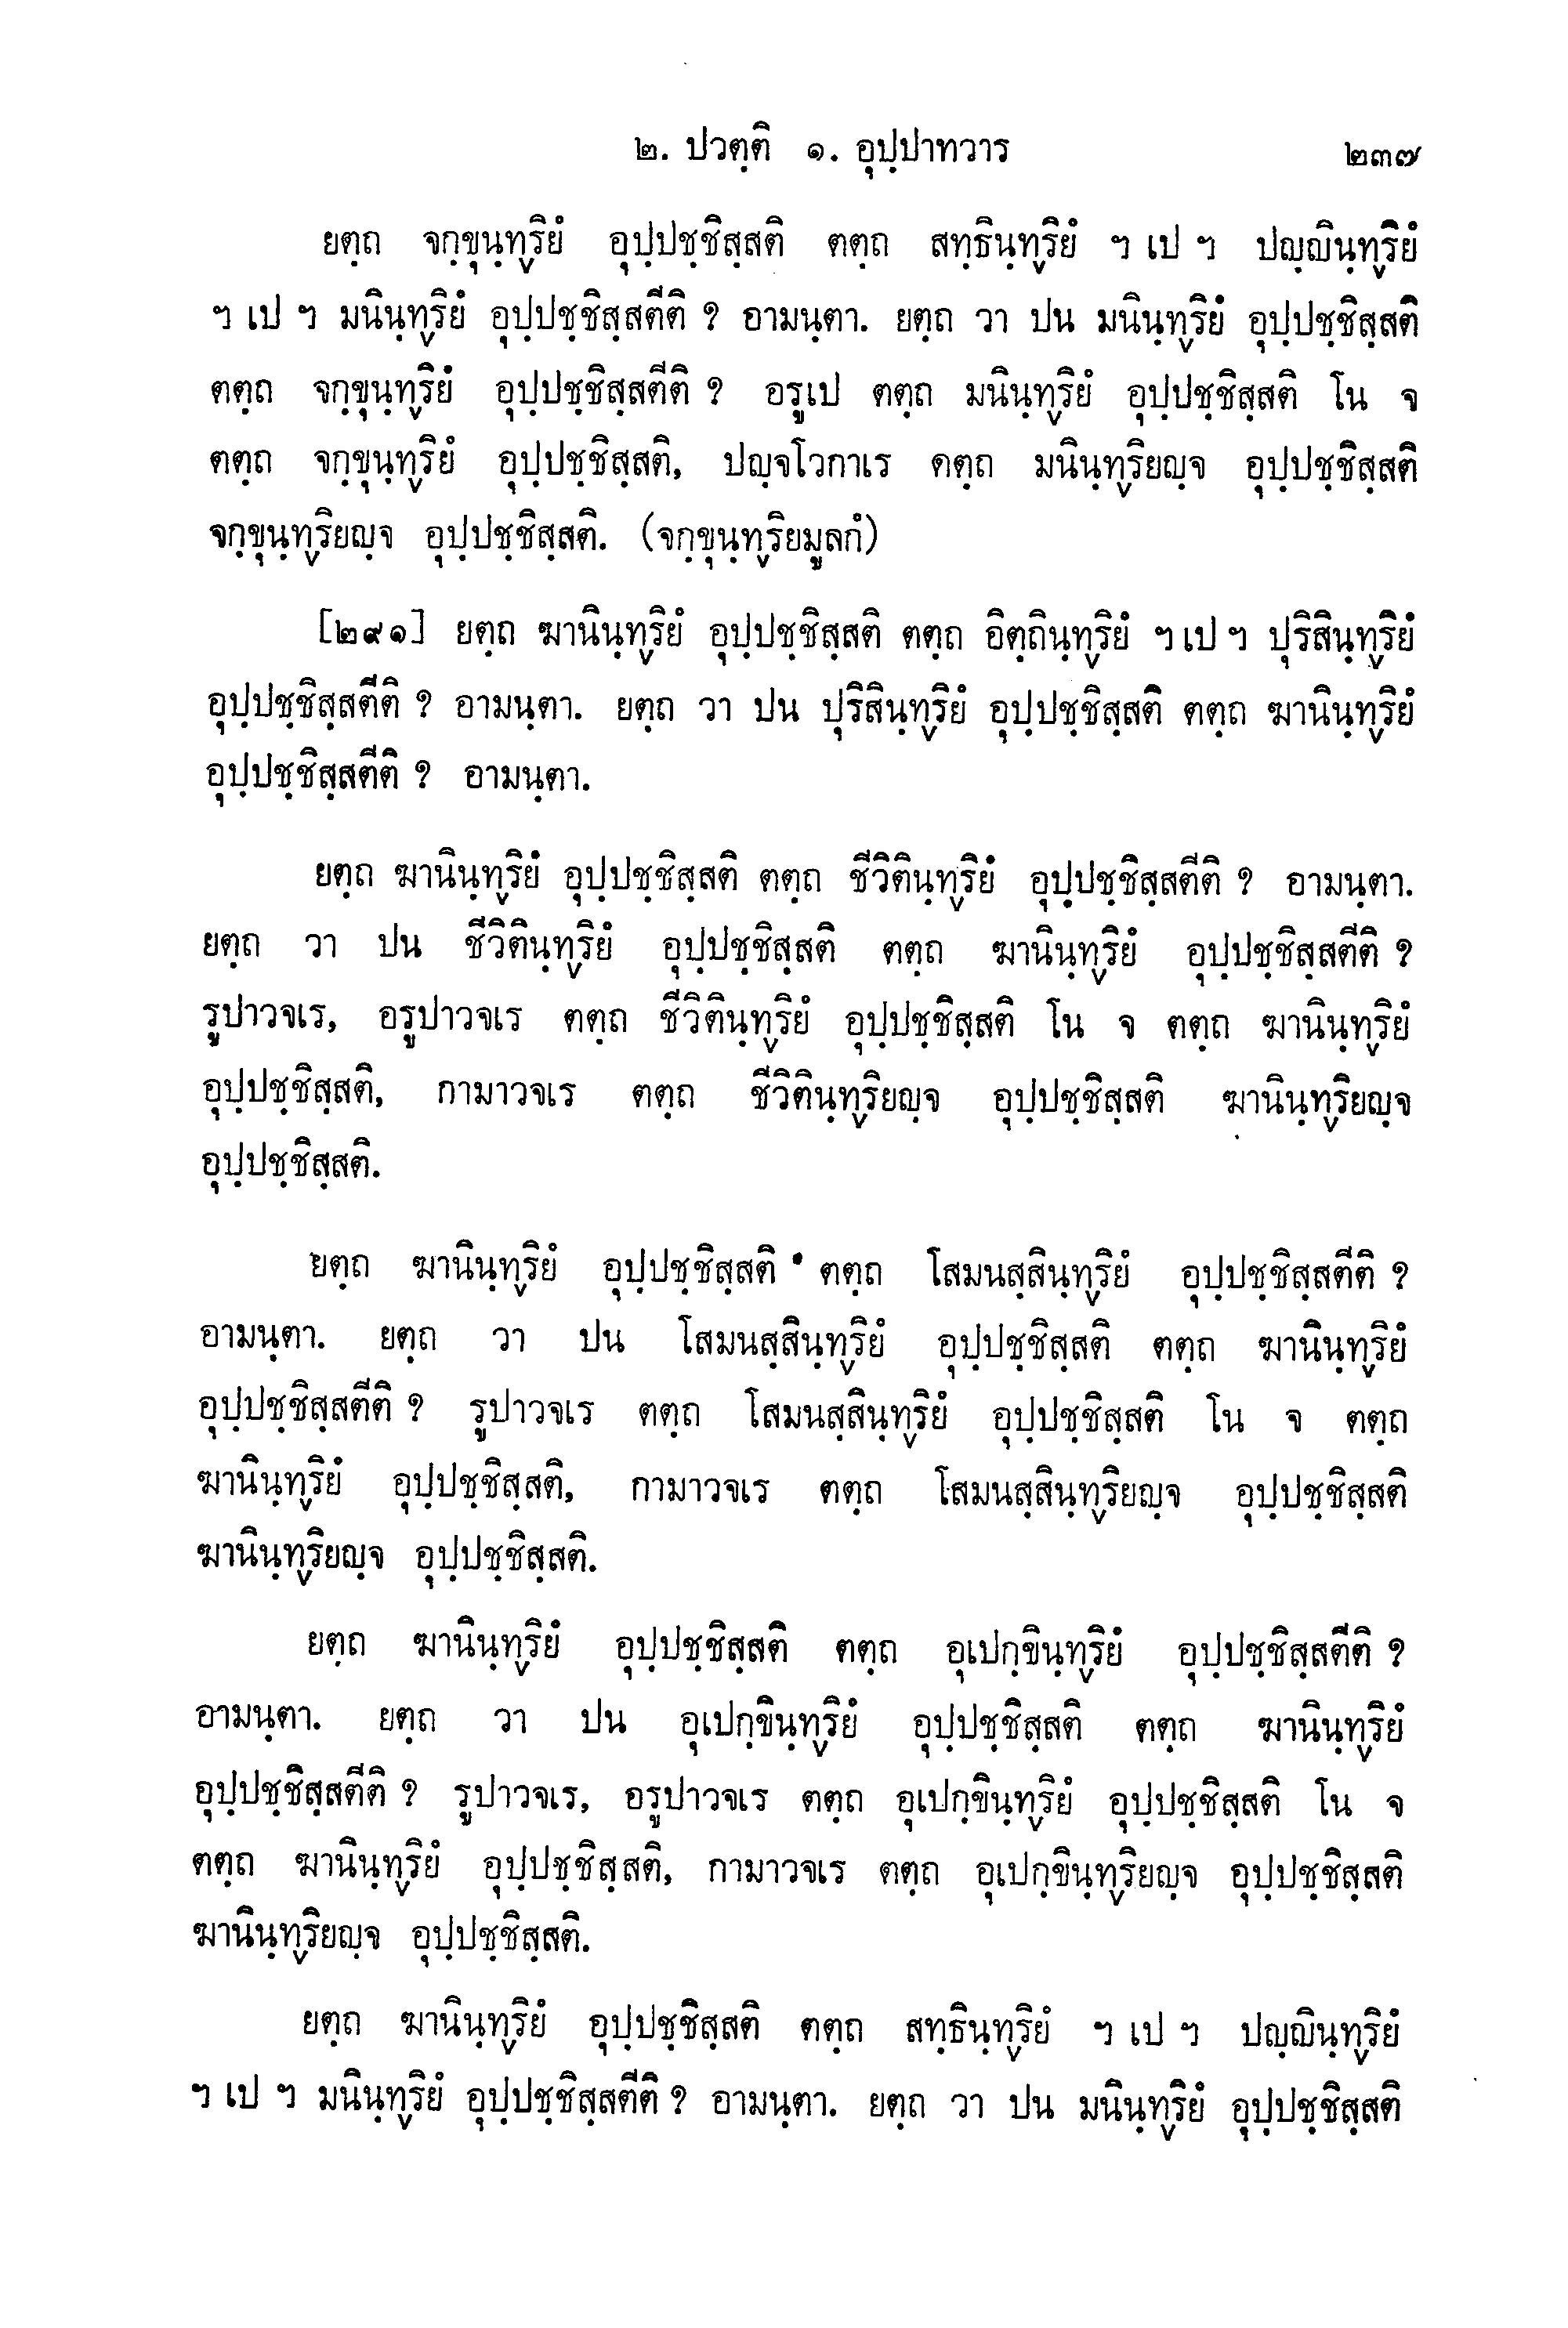 ๒. ปวตฺติ ๑. อุปฺปาทวาร ๒๓๗
ยตฺถ จกฺขุนฺทฺริยํ อุปฺปชฺชิสฺสติ ตตฺถ สทฺธินฺทฺริยํ ฯ เป ฯ ปญฺญินฺทฺริยํ
ฯ เป ฯ มนินฺทฺริยํ อุปฺปชฺชิสฺสตีติ ? อามนฺตา. ยตฺถ วา ปน มนินฺทฺริยํ อุปฺปชฺชิสฺสติ
ตตฺถ จกฺขุนฺทฺริยํ อุปฺปชฺชิสฺสตีติ ? อรูเป ตตฺถ มนินฺทฺริยํ อุปฺปชฺชิสฺสติ โน จ
ตตฺถ จกฺขุนฺทฺริยํ อุปฺปชฺชิสฺสติ, ปญฺจโวกาเร ตตฺถ มนินฺทฺริยญฺจ อุปฺปชฺชิสฺสติ
จกฺขุนฺทฺริยญฺจ อุปฺปชฺชิสฺสติ. (จกฺขุนฺทฺริยมูลกํ)
[๒๙๑] ยตฺถ ฆานินฺทฺริยํ อุปฺปชฺชิสฺสติ ตตฺถ อิตฺถินฺทฺริยํ ฯ เป ฯ ปุริสินฺทฺริยํ
อุปฺปชฺชิสฺสตีติ ? อามนฺตา. ยตฺถ วา ปน ปุริสินฺทฺริยํ อุปฺปชฺชิสฺสติ ตตฺถ ฆานินฺทฺริยํ
อุปฺปชฺชิสฺสตีติ ? อามนฺตา.
ยตฺถ ฆานินฺทฺริยํ อุปฺปชฺชิสฺสติ ตตฺถ ชีวิตินฺทฺริยํ อุปฺปชฺชิสฺสตีติ ? อามนฺตา.
ยตฺถ วา ปน ชีวิตินฺทฺริยํ อุปฺปชฺชิสฺสติ ตตฺถ ฆานินฺทฺริยํ อุปฺปชฺชิสฺสตีติ ?
รูปาวจเร, อรูปาวจเร ตตฺถ ชีวิตินฺทฺริยํ อุปฺปชฺชิสฺสติ โน จ ตตฺถ ฆานินฺทฺริยํ
อุปฺปชฺชิสฺสติ, กามาวจเร ตตฺถ ชีวิตินฺทฺริยญฺจ อุปฺปชฺชิสฺสติ ฆานินฺทฺริยญฺจ
อุปฺปชฺชิสฺสติ.
ยตฺถ ฆานินฺทฺริยํ อุปฺปชฺชิสฺสติ ตตฺถ โสมนสฺสินฺทฺริยํ อุปฺปชฺชิสฺสตีติ ?
อามนฺตา. ยตฺถ วา ปน โสมนสฺสินฺทฺริยํ อุปฺปชฺชิสฺสติ ตตฺถ ฆานินฺทฺริยํ
อุปฺปชฺชิสฺสตีติ ? รูปาวจเร ตตฺถ โสมนสฺสินฺทฺริยํ อุปฺปชฺชิสฺสติ โน จ ตตฺถ
ฆานินฺทฺริยํ อุปฺปชฺชิสฺสติ, กามาวจเร ตตฺถ โสมนสฺสินฺทฺริยญฺจ อุปฺปชฺชิสฺสติ
ฆานินฺทฺริยญฺจ อุปฺปชฺชิสฺสติ.
ยตฺถ ฆานินฺทฺริยํ อุปฺปชฺชิสฺสติ ตตฺถ อุเปกฺขินฺทฺริยํ อุปฺปชฺชิสฺสตีติ ?
อามนฺตา. ยตฺถ วา ปน อุเปกฺขินฺทฺริยํ อุปฺปชฺชิสฺสติ ตตฺถ ฆานินฺทฺริยํ
อุปฺปชฺชิสฺสตีติ ? รูปาวจเร, อรูปาวจเร ตตฺถ อุเปกฺขินฺทฺริยํ อุปฺปชฺชิสฺสติ โน จ
ตตฺถ ฆานินฺทฺริยํ อุปฺปชฺชิสฺสติ, กามาวจเร ตตฺถ อุเปกฺขินฺทฺริยญฺจ อุปฺปชฺชิสฺสติ
ฆานินฺทฺริยญฺจ อุปฺปชฺชิสฺสติ.
ยตฺถ ฆานินฺทฺริยํ อุปฺปชฺชิสฺสติ ตตฺถ สทฺธินฺทฺริยํ ฯ เป ฯ ปญฺญินฺทฺริยํ
ฯ เป ฯ มนินฺทฺริยํ อุปฺปชฺชิสฺสตีติ ? อามนฺตา. ยตฺถ วา ปน มนินฺทฺริยํ อุปฺปชฺชิสฺสติ